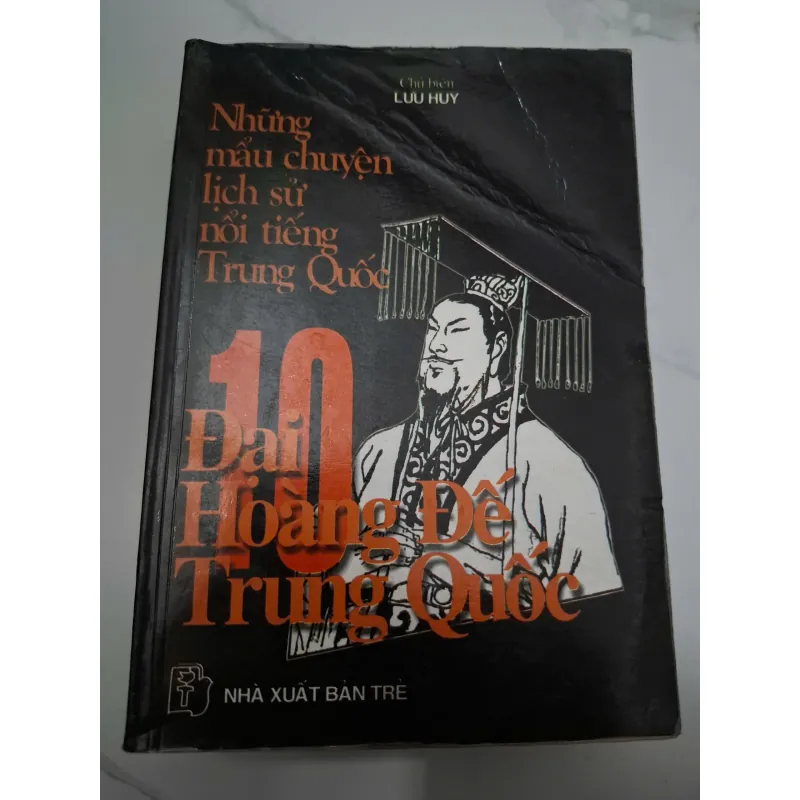 Chủ biên
LƯU HUY
Những
mẩu chuyện
lịch sử
nổi tiếng
Trung Quốc
10
Đại
Hoàng Đế
Trung Quốc
NHÀ XUẤT BẢN TRẺ